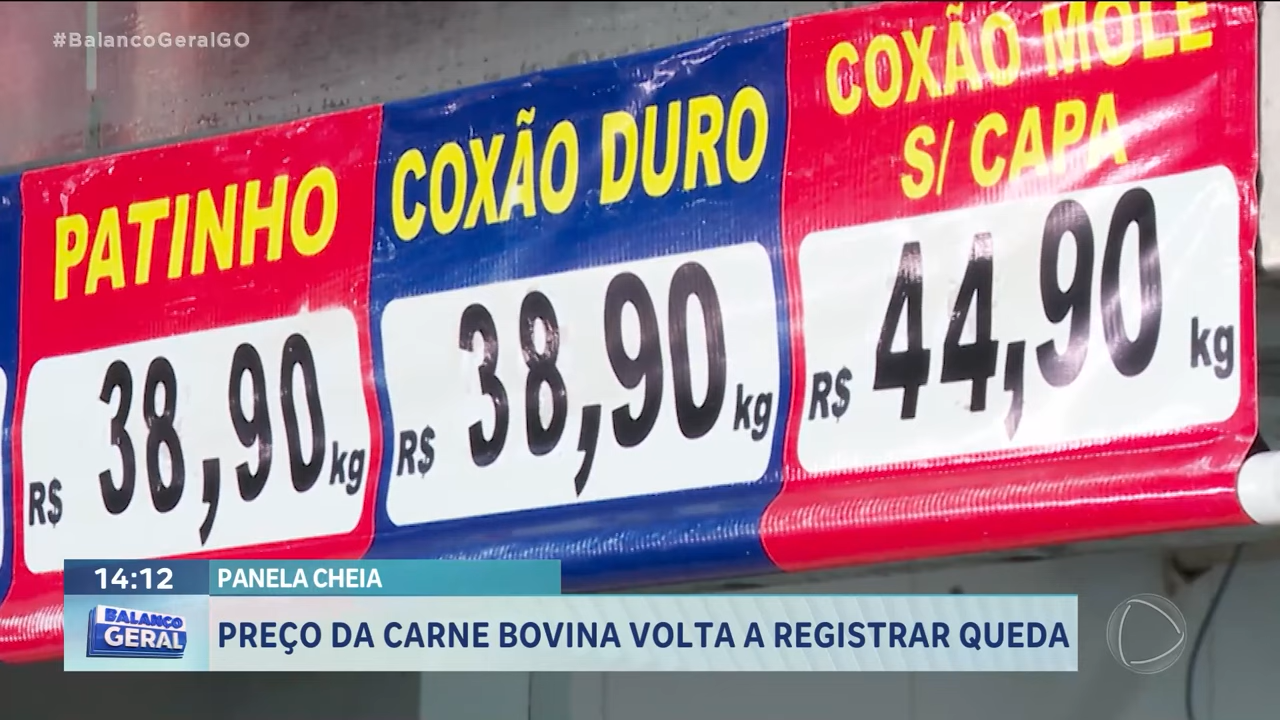 #BalancoGeralGO
PATINHO
R$ 38,90 kg
COXÃO DURO
R$ 38,90 kg
COXÃO MOLE
S/ CAPA
R$ 44,90 kg
14:12
PANELA CHEIA
BALANÇO
GERAL
PREÇO DA CARNE BOVINA VOLTA A REGISTRAR QUEDA